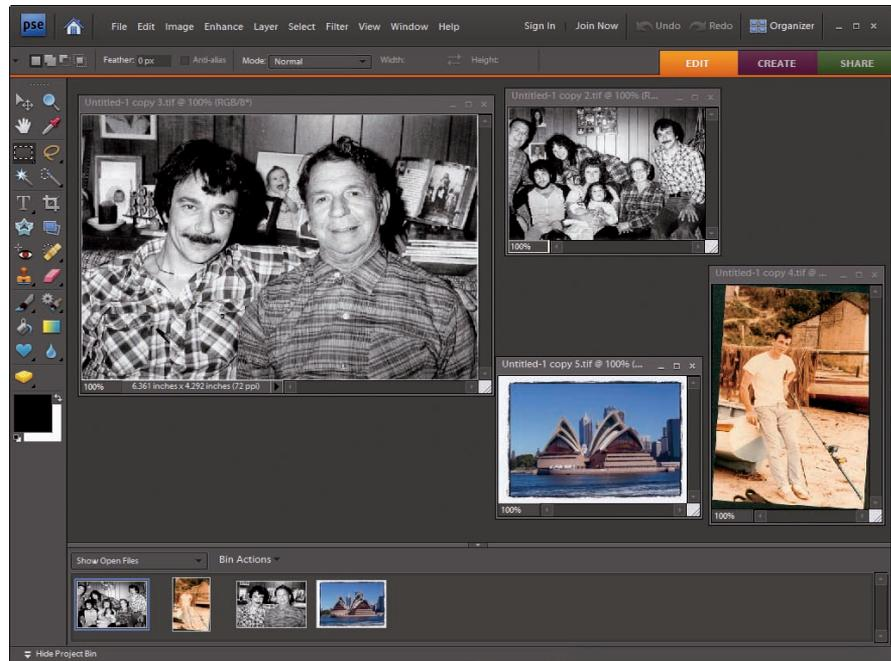 pse File Edit Image Enhance Layer Select Filter View Window Help Sign In Join Now Undo Redo Organizer
Feather: 0 px Anti-alias Mode: Normal Width: Height: EDIT CREATE SHARE
Untitled-1 copy 3.tif @ 100% (RGB/8*)
Untitled-1 copy 2.tif @ 100% (R...
100%
Untitled-1 copy 4.tif @ ...
100%
Untitled-1 copy 5.tif @ 100% (...
100%
100% 6.361 inches x 4.292 inches (72 ppi)
Show Open Files Bin Actions
Hide Project Bin